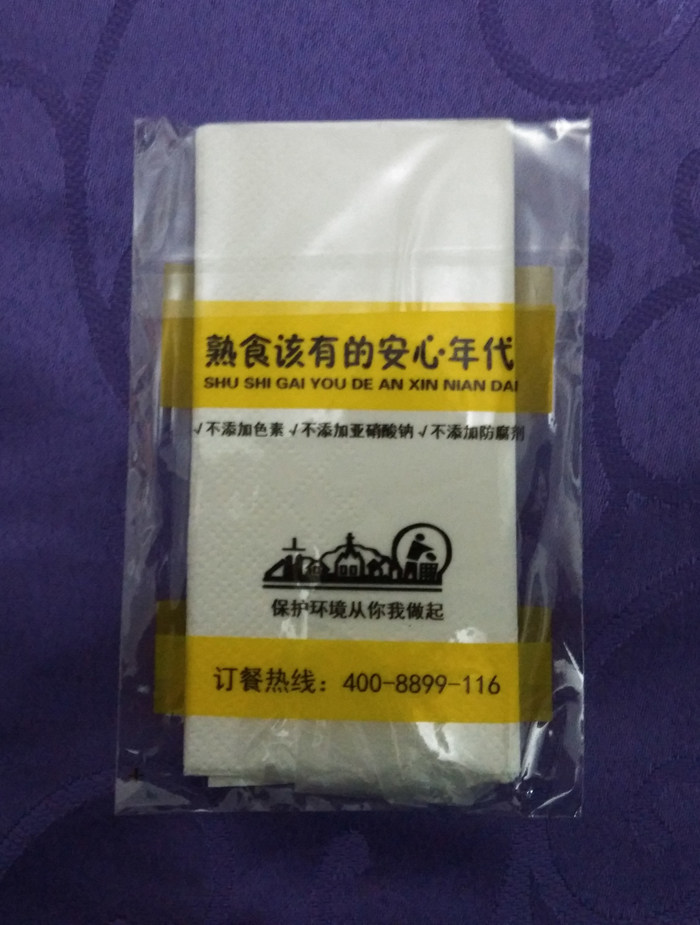 熟食该有的安心·年代
SHU SHI GAI YOU DE AN XIN NIAN DAI
√不添加色素 √不添加亚硝酸钠 √不添加防腐剂
保护环境从你我做起
订餐热线：400-8899-116